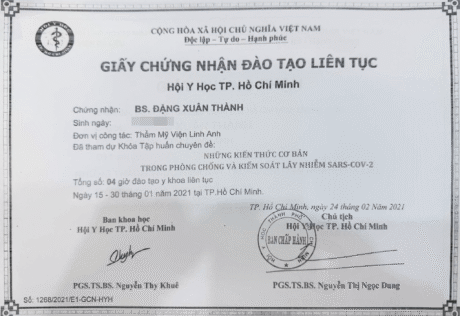 CỘNG HÒA XÃ HỘI CHỦ NGHĨA VIỆT NAM
Độc lập - Tự do - Hạnh phúc
GIẤY CHỨNG NHẬN ĐÀO TẠO LIÊN TỤC
Hội Y Học TP. Hồ Chí Minh
Chứng nhận: BS. ĐẶNG XUÂN THÀNH
Sinh ngày:
Đơn vị công tác: Thẩm Mỹ Viện Linh Anh
Đã tham dự Khóa Tập huấn chuyên đề:
NHỮNG KIẾN THỨC CƠ BẢN
TRONG PHÒNG CHỐNG VÀ KIỂM SOÁT LÂY NHIỄM SARS-COV-2
Tổng số: 04 giờ đào tạo y khoa liên tục
Ngày 15 - 30 tháng 01 năm 2021 tại TP.Hồ Chí Minh.
TP. Hồ Chí Minh, ngày 24 tháng 02 năm 2021
Ban khoa học
Hội Y Học TP. Hồ Chí Minh
Chủ tịch
Hội Y Học TP. Hồ Chí Minh
BAN CHẤP HÀNH
PGS.TS.BS. Nguyễn Thy Khuê
PGS.TS.BS. Nguyễn Thị Ngọc Dung
Số: 1268/2021/E1-GCN-HYH